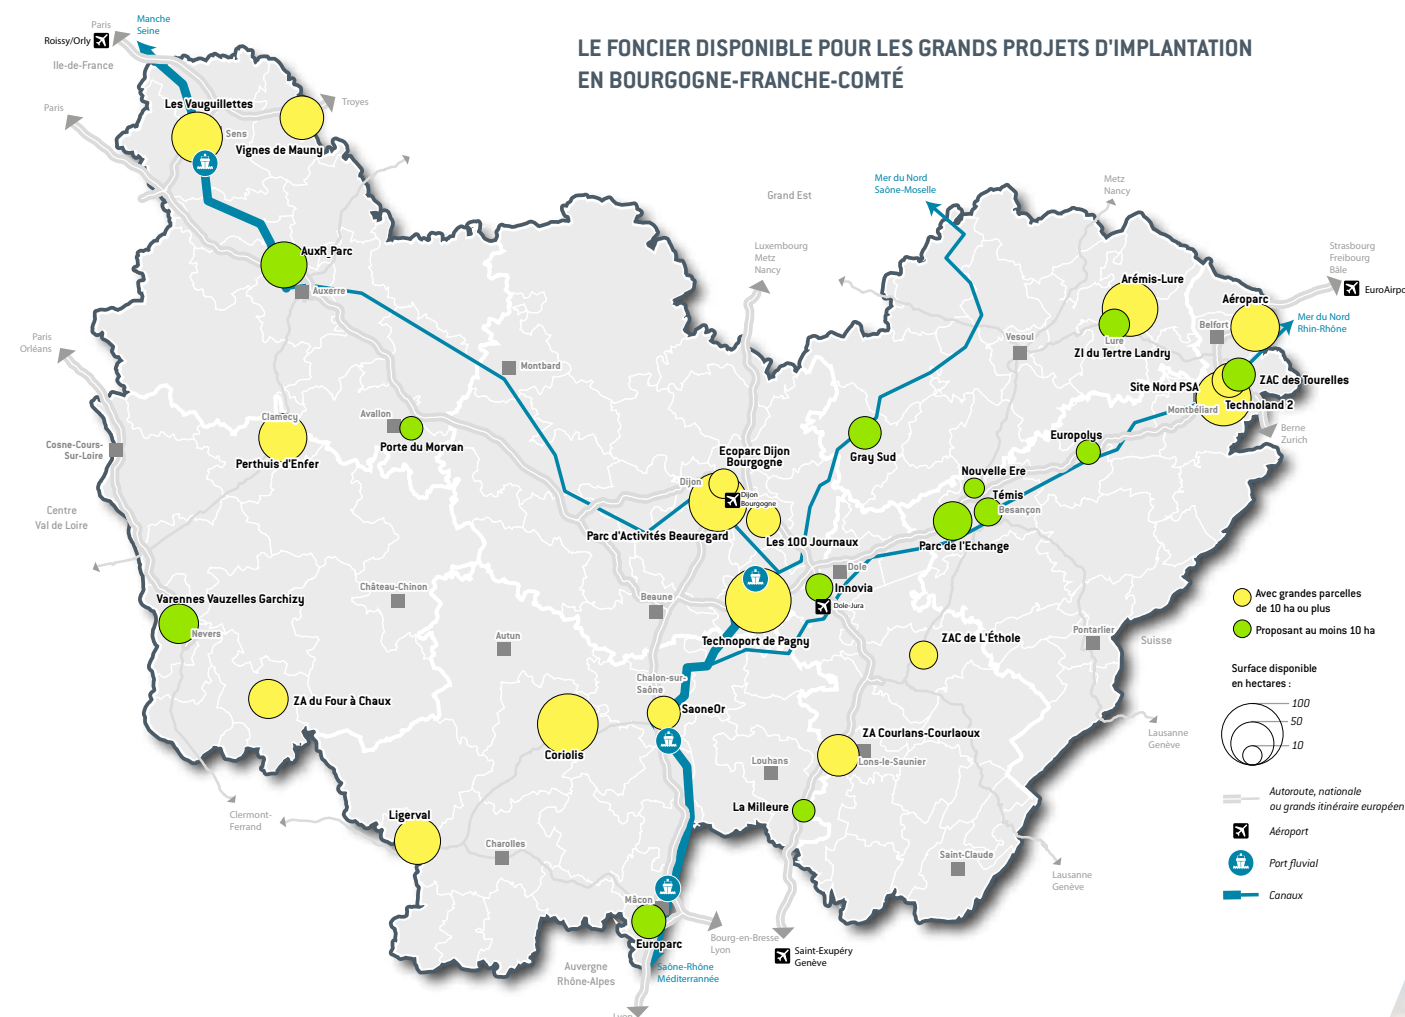 LE FONCIER DISPONIBLE POUR LES GRANDS PROJETS D'IMPLANTATION
EN BOURGOGNE-FRANCHE-COMTÉ
Manche
Seine
Paris
Roissy/Orly
Ile-de-France
Paris
Troyes
Les Vauguillettes
Sens
Vignes de Mauny
Mer du Nord
Saône-Moselle
Metz
Nancy
Grand Est
Luxembourg
Metz
Nancy
Strasbourg
Freibourg
Bâle
EuroAirpo
AuxR_Parc
Auxerre
Arémis-Lure
Aéroparc
Mer du Nord
Rhin-Rhône
Belfort
Vesoul
Lure
ZI du Tertre Landry
Paris
Orléans
Montbard
ZAC des Tourelles
Site Nord PSA
Technoland 2
Montbéliard
Berne
Zurich
Clamecy
Avallon
Porte du Morvan
Perthuis d'Enfer
Cosne-Cours-
Sur-Loire
Gray Sud
Europolys
Ecoparc Dijon
Bourgogne
Dijon
Dijon
Bourgogne
Nouvelle Ere
Témis
Besançon
Centre
Val de Loire
Parc d'Activités Beauregard
Les 100 Journaux
Parc de l'Echange
Dole
Innovia
Dole-Jura
Château-Chinon
Beaune
Varennes Vauzelles Garchizy
Nevers
Autun
Technoport de Pagny
ZAC de L'Éthole
Pontarlier
Suisse
Chalon-sur-
Saône
SaoneOr
ZA du Four à Chaux
Coriolis
ZA Courlans-Courlaoux
Lons-le-Saunier
Louhans
Lausanne
Genève
La Milleure
Clermont-
Ferrand
Ligerval
Charolles
Saint-Claude
Lausanne
Genève
Mâcon
Europarc
Bourg-en-Bresse
Lyon
Saint-Exupéry
Genève
Auvergne
Rhône-Alpes
Saône-Rhône
Méditerrannée
Lyon
Avec grandes parcelles
de 10 ha ou plus
Proposant au moins 10 ha
Surface disponible
en hectares :
100
50
10
Autoroute, nationale
ou grands itinéraire européen
Aéroport
Port fluvial
Canaux